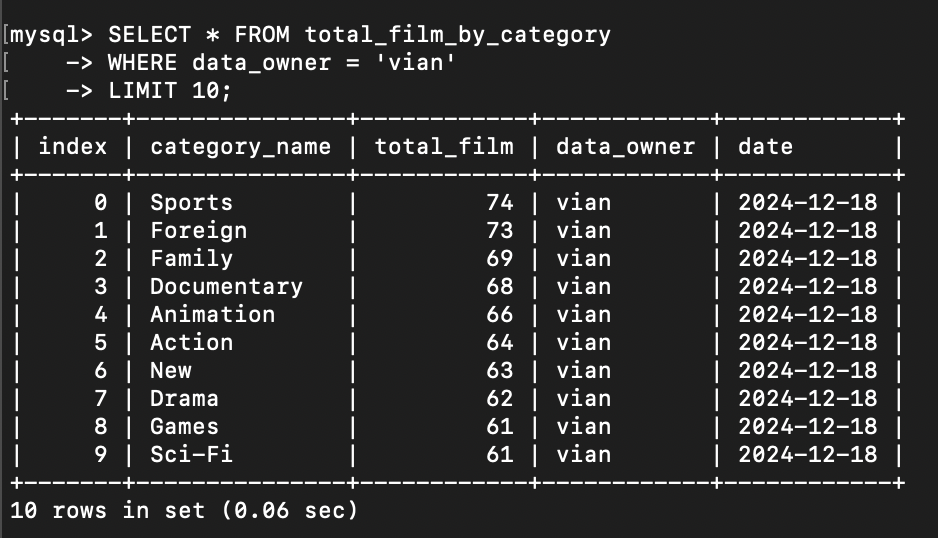 [mysql> SELECT * FROM total_film_by_category
[    -> WHERE data_owner = 'vian'
[    -> LIMIT 10;
+-------+---------------+------------+------------+------------+
| index | category_name | total_film | data_owner | date       |
+-------+---------------+------------+------------+------------+
|     0 | Sports        |         74 | vian       | 2024-12-18 |
|     1 | Foreign       |         73 | vian       | 2024-12-18 |
|     2 | Family        |         69 | vian       | 2024-12-18 |
|     3 | Documentary   |         68 | vian       | 2024-12-18 |
|     4 | Animation     |         66 | vian       | 2024-12-18 |
|     5 | Action        |         64 | vian       | 2024-12-18 |
|     6 | New           |         63 | vian       | 2024-12-18 |
|     7 | Drama         |         62 | vian       | 2024-12-18 |
|     8 | Games         |         61 | vian       | 2024-12-18 |
|     9 | Sci-Fi        |         61 | vian       | 2024-12-18 |
+-------+---------------+------------+------------+------------+
10 rows in set (0.06 sec)